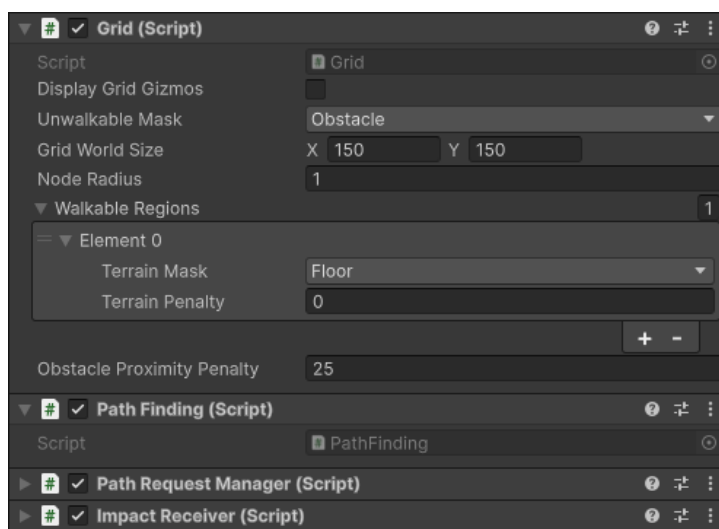 Grid (Script)
Script Grid
Display Grid Gizmos
Unwalkable Mask Obstacle
Grid World Size X 150 Y 150
Node Radius 1
Walkable Regions 1
Element 0
Terrain Mask Floor
Terrain Penalty 0
+ -
Obstacle Proximity Penalty 25
Path Finding (Script)
Script PathFinding
Path Request Manager (Script)
Impact Receiver (Script)